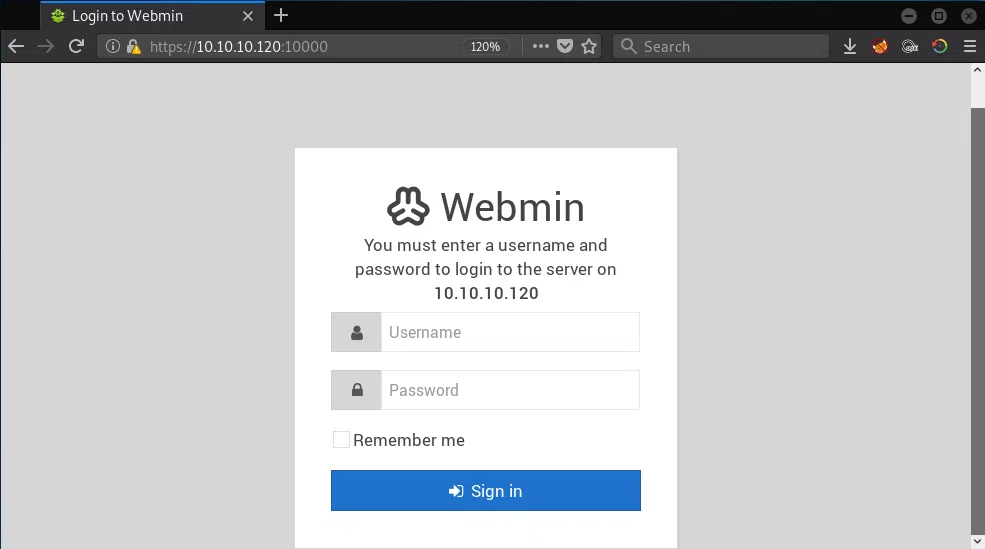 Login to Webmin
https://10.10.10.120:10000
120%
Search
Webmin
You must enter a username and
password to login to the server on
10.10.10.120
Username
Password
Remember me
Sign in